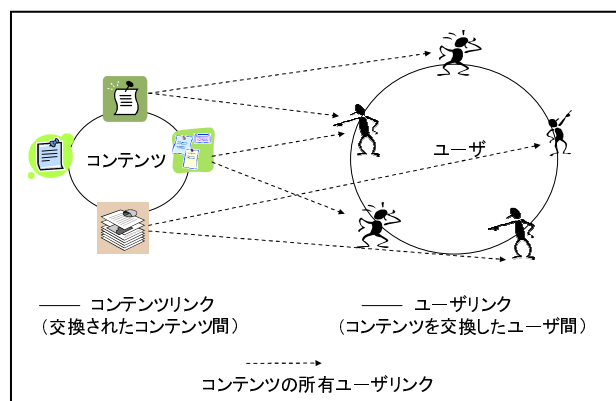 コンテンツ
ユーザ
コンテンツリンク
(交換されたコンテンツ間)
ユーザリンク
(コンテンツを交換したユーザ間)
コンテンツの所有ユーザリンク